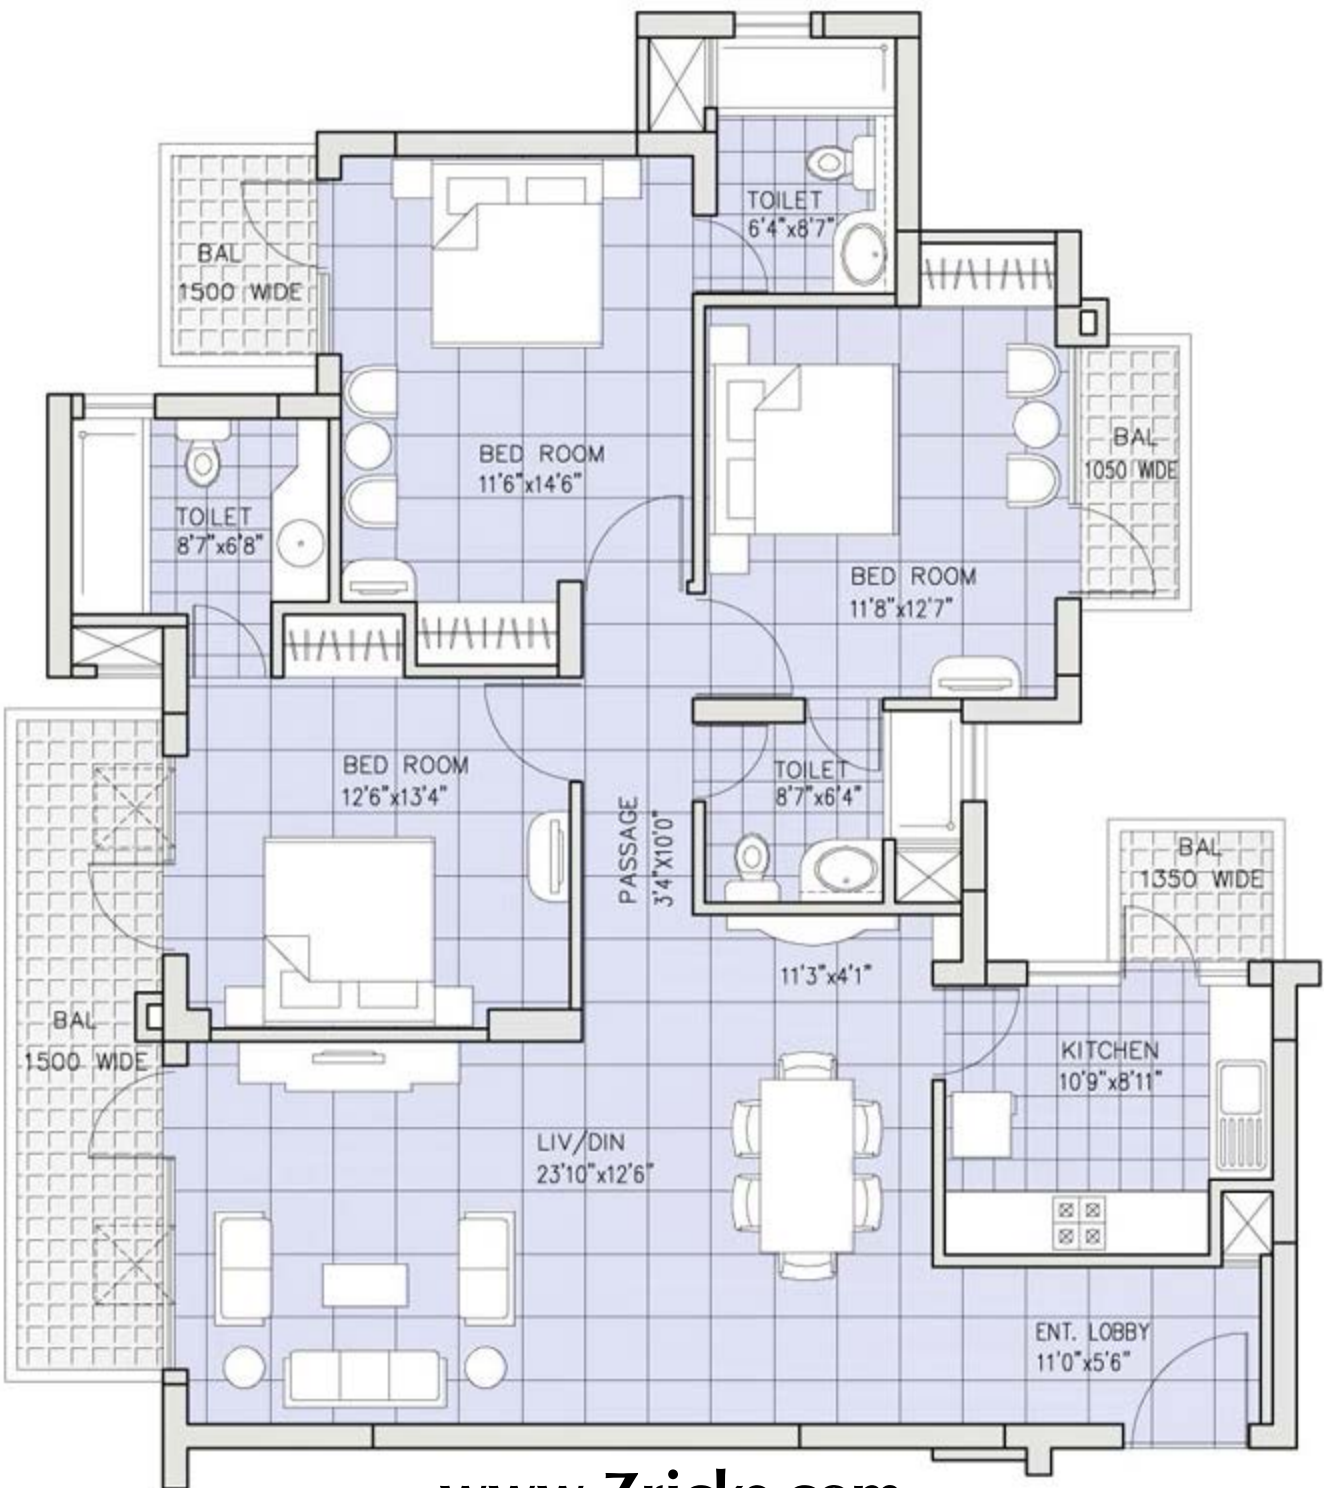 TOILET
6'4"x8'7"
BAL
1500 WIDE
BED ROOM
11'6"x14'6"
BAL
1050 WIDE
TOILET
8'7"x6'8"
BED ROOM
11'8"x12'7"
BED ROOM
12'6"x13'4"
TOILET
8'7"x6'4"
PASSAGE
3'4"X10'0"
BAL
1350 WIDE
11'3"x4'1"
BAL
1500 WIDE
KITCHEN
10'9"x8'11"
LIV/DIN
23'10"x12'6"
ENT. LOBBY
11'0"x5'6"
www.Zricks.com